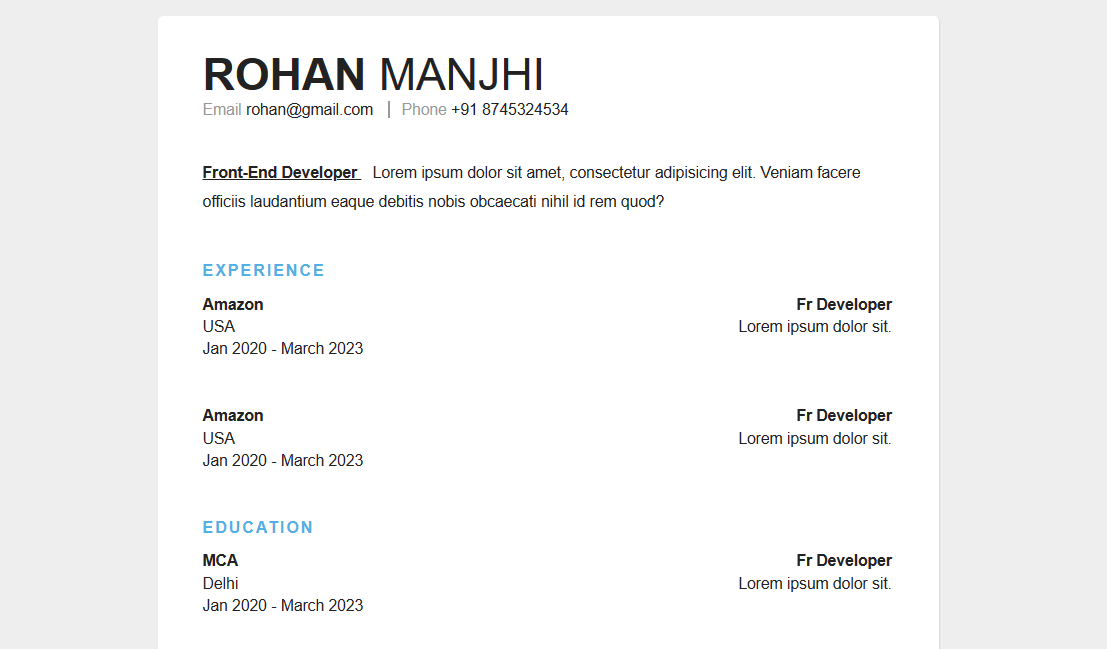 ROHAN MANJHI
Email rohan@gmail.com | Phone +91 8745324534
Front-End Developer Lorem ipsum dolor sit amet, consectetur adipisicing elit. Veniam facere
officiis laudantium eaque debitis nobis obcaecati nihil id rem quod?
EXPERIENCE
Amazon Fr Developer
USA Lorem ipsum dolor sit.
Jan 2020 - March 2023
Amazon Fr Developer
USA Lorem ipsum dolor sit.
Jan 2020 - March 2023
EDUCATION
MCA Fr Developer
Delhi Lorem ipsum dolor sit.
Jan 2020 - March 2023